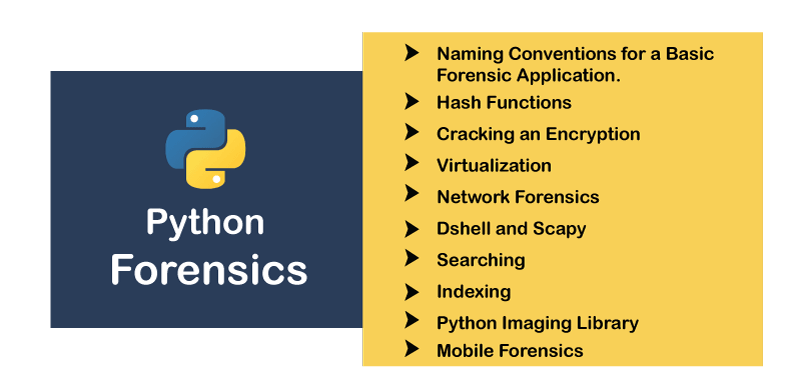 Python
Forensics
Naming Conventions for a Basic
Forensic Application.
Hash Functions
Cracking an Encryption
Virtualization
Network Forensics
Dshell and Scapy
Searching
Indexing
Python Imaging Library
Mobile Forensics